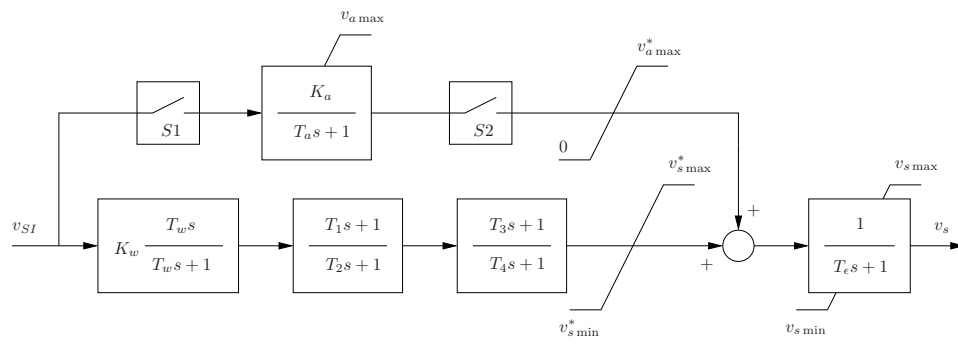 v_{a max}
v^*_{a max}
K_a
T_a s + 1
S1
S2
0
v^*_{s max}
v_{s max}
+
v_{SI}
K_w
T_w s
T_w s + 1
T_1 s + 1
T_2 s + 1
T_3 s + 1
T_4 s + 1
+
1
T_ϵ s + 1
v_s
v^*_{s min}
v_{s min}